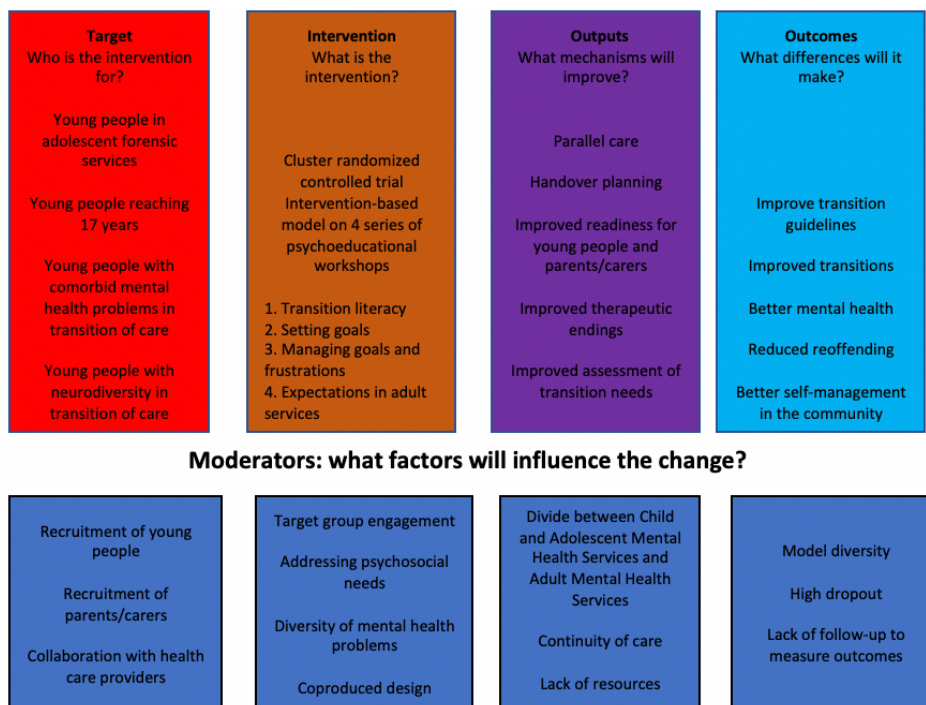 Target
Who is the intervention
for?
Young people in
adolescent forensic
services
Young people reaching
17 years
Young people with
comorbid mental
health problems in
transition of care
Young people with
neurodiversity in
transition of care
Intervention
What is the
intervention?
Cluster randomized
controlled trial
Intervention-based
model on 4 series of
psychoeducational
workshops
1. Transition literacy
2. Setting goals
3. Managing goals and
frustrations
4. Expectations in adult
services
Outputs
What mechanisms will
improve?
Parallel care
Handover planning
Improved readiness for
young people and
parents/carers
Improved therapeutic
endings
Improved assessment of
transition needs
Outcomes
What differences will it
make?
Improve transition
guidelines
Improved transitions
Better mental health
Reduced reoffending
Better self-management
in the community
Moderators: what factors will influence the change?
Recruitment of young
people
Recruitment of
parents/carers
Collaboration with health
care providers
Target group engagement
Addressing psychosocial
needs
Diversity of mental health
problems
Coproduced design
Divide between Child
and Adolescent Mental
Health Services and
Adult Mental Health
Services
Continuity of care
Lack of resources
Model diversity
High dropout
Lack of follow-up to
measure outcomes